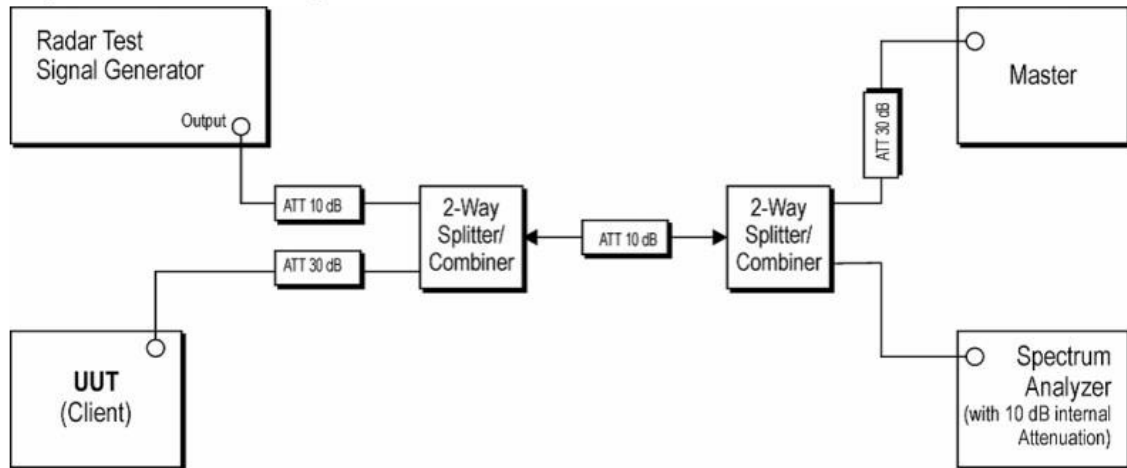 Radar Test
Signal Generator
Output
ATT 10 dB
ATT 30 dB
2-Way
Splitter/
Combiner
ATT 10 dB
2-Way
Splitter/
Combiner
ATT 30 dB
Master
UUT
(Client)
Spectrum
Analyzer
(with 10 dB internal
Attenuation)